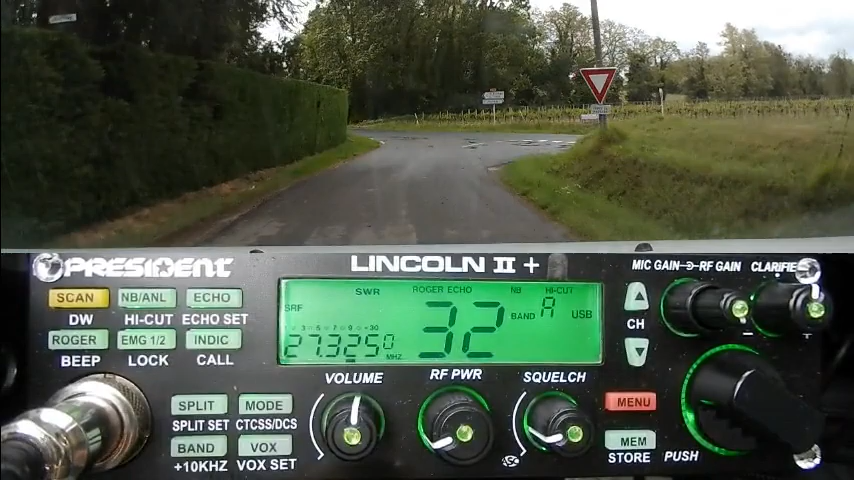 PRESIDENT LINCOLN II + MIC GAIN RF GAIN CLARIFIER
SCAN NB/ANL ECHO
DW HI-CUT ECHO SET
ROGER EMG 1/2 INDIC
BEEP LOCK CALL
SPLIT MODE
SPLIT SET CTCSS/DCS
BAND VOX
+10KHZ VOX SET
SWR ROGER ECHO NB HI-CUT
SRF 32 BAND A USB
27.3250 MHZ
VOLUME RF PWR SQUELCH
CH
MENU
MEM
STORE PUSH